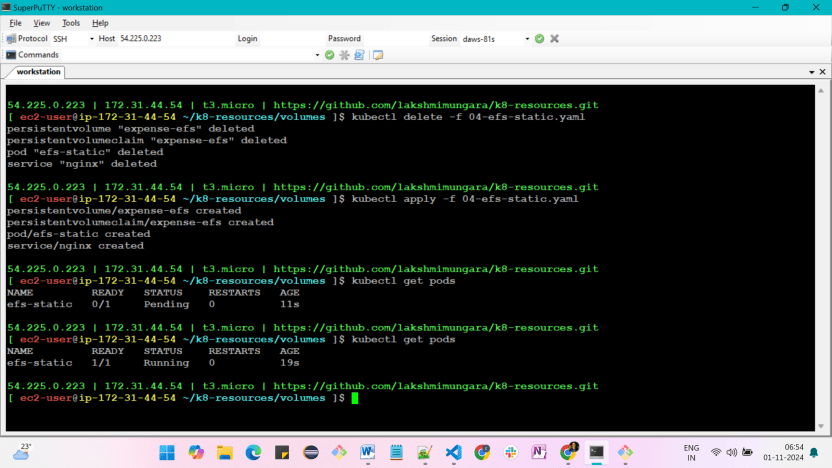 SuperPuTTY - workstation
File View Tools Help
Protocol SSH Host 54.225.0.223 Login Password Session daws-81s
Commands
workstation
54.225.0.223 | 172.31.44.54 | t3.micro | https://github.com/lakshmimungara/k8-resources.git
[ ec2-user@ip-172-31-44-54 ~/k8-resources/volumes ]$ kubectl delete -f 04-efs-static.yaml
persistentvolume "expense-efs" deleted
persistentvolumeclaim "expense-efs" deleted
pod "efs-static" deleted
service "nginx" deleted
54.225.0.223 | 172.31.44.54 | t3.micro | https://github.com/lakshmimungara/k8-resources.git
[ ec2-user@ip-172-31-44-54 ~/k8-resources/volumes ]$ kubectl apply -f 04-efs-static.yaml
persistentvolume/expense-efs created
persistentvolumeclaim/expense-efs created
pod/efs-static created
service/nginx created
54.225.0.223 | 172.31.44.54 | t3.micro | https://github.com/lakshmimungara/k8-resources.git
[ ec2-user@ip-172-31-44-54 ~/k8-resources/volumes ]$ kubectl get pods
NAME READY STATUS RESTARTS AGE
efs-static 0/1 Pending 0 11s
54.225.0.223 | 172.31.44.54 | t3.micro | https://github.com/lakshmimungara/k8-resources.git
[ ec2-user@ip-172-31-44-54 ~/k8-resources/volumes ]$ kubectl get pods
NAME READY STATUS RESTARTS AGE
efs-static 1/1 Running 0 19s
54.225.0.223 | 172.31.44.54 | t3.micro | https://github.com/lakshmimungara/k8-resources.git
[ ec2-user@ip-172-31-44-54 ~/k8-resources/volumes ]$
23°
ENG
IN
06:54
01-11-2024